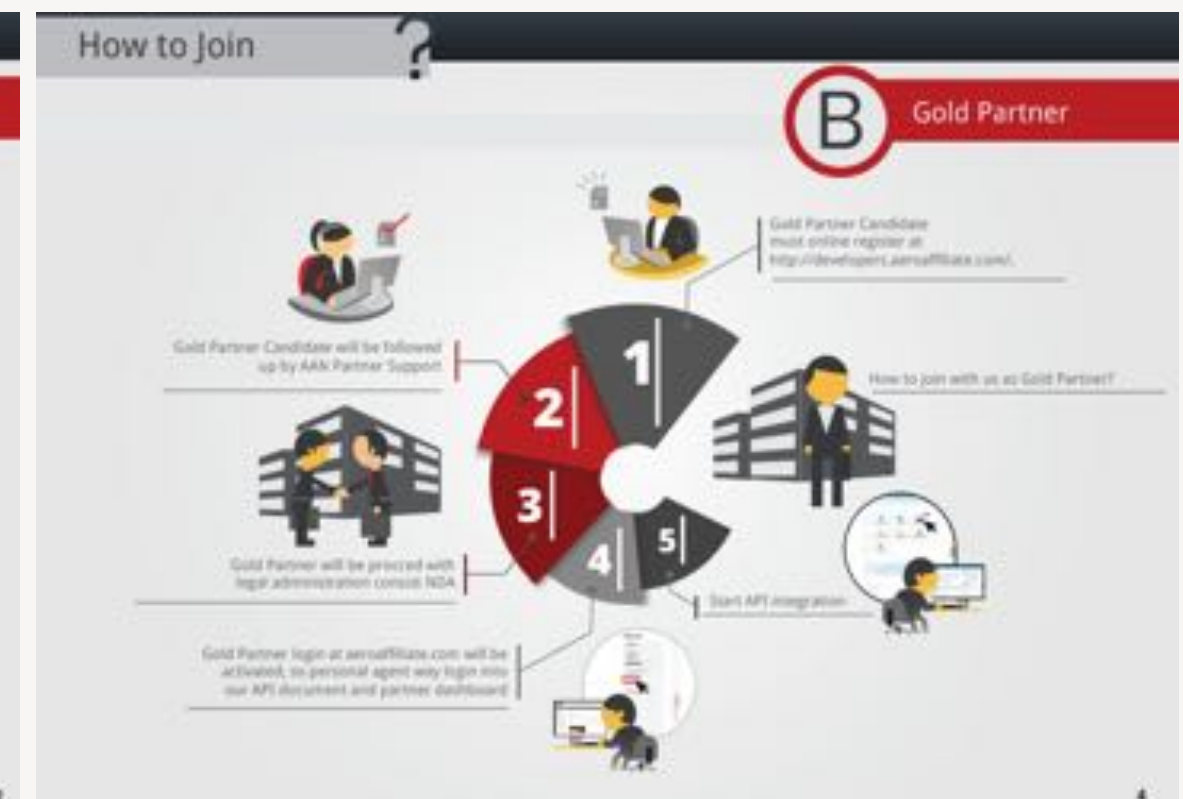 How to Join
?
B
Gold Partner
Gold Partner Candidate
must online register at
http://developers.aeroaffiliate.com/.
1
How to join with us as Gold Partner?
Gold Partner Candidate will be followed
up by AAN Partner Support
2
3
Gold Partner will be procced with
legal administration consist NDA
4
Gold Partner login at aeroaffiliate.com will be
activated, so personal agent way login into
our API document and partner dashboard
5
Start API integration